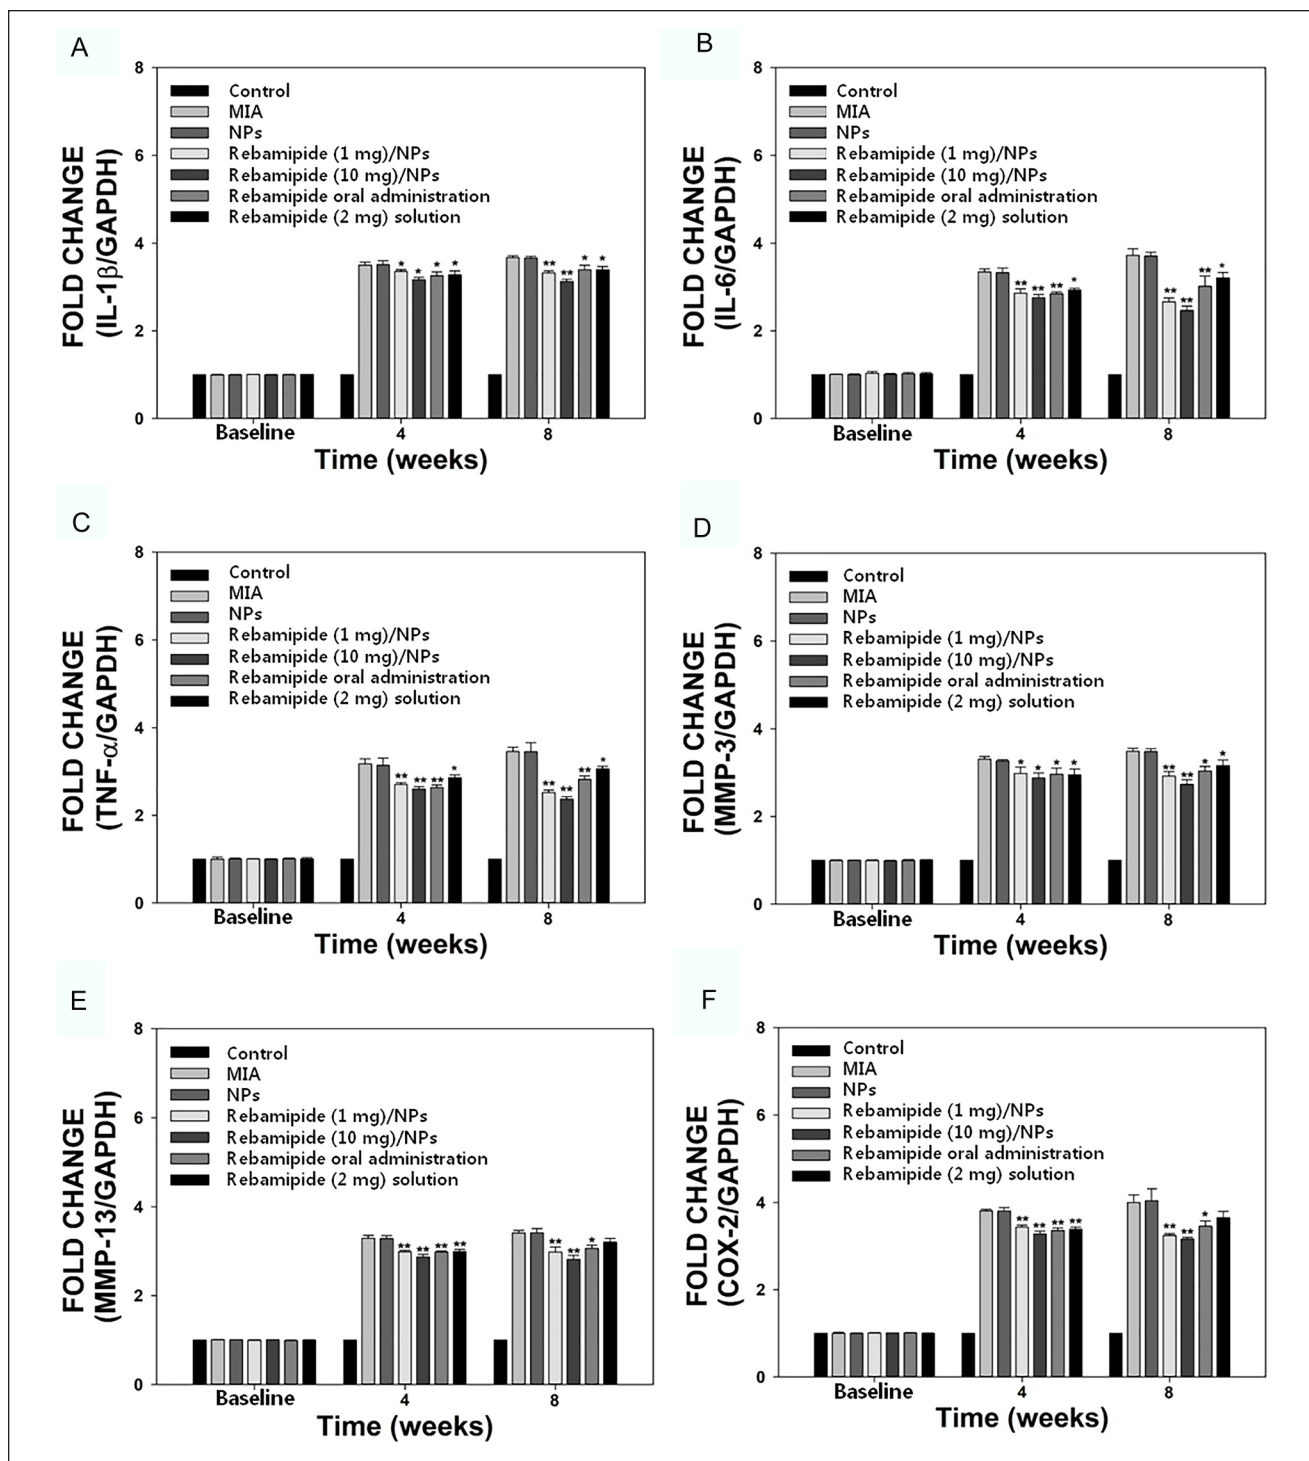 A
8
6
4
2
0
FOLD CHANGE
(IL-1β/GAPDH)
Control
MIA
NPs
Rebamipide (1 mg)/NPs
Rebamipide (10 mg)/NPs
Rebamipide oral administration
Rebamipide (2 mg) solution
* * * *
** ** * *
Baseline 4 8
Time (weeks)
B
8
6
4
2
0
FOLD CHANGE
(IL-6/GAPDH)
Control
MIA
NPs
Rebamipide (1 mg)/NPs
Rebamipide (10 mg)/NPs
Rebamipide oral administration
Rebamipide (2 mg) solution
** ** ** *
** ** ** *
Baseline 4 8
Time (weeks)
C
8
6
4
2
0
FOLD CHANGE
(TNF-α/GAPDH)
Control
MIA
NPs
Rebamipide (1 mg)/NPs
Rebamipide (10 mg)/NPs
Rebamipide oral administration
Rebamipide (2 mg) solution
** ** ** *
** ** ** *
Baseline 4 8
Time (weeks)
D
8
6
4
2
0
FOLD CHANGE
(MMP-3/GAPDH)
Control
MIA
NPs
Rebamipide (1 mg)/NPs
Rebamipide (10 mg)/NPs
Rebamipide oral administration
Rebamipide (2 mg) solution
* * * *
** ** * *
Baseline 4 8
Time (weeks)
E
8
6
4
2
0
FOLD CHANGE
(MMP-13/GAPDH)
Control
MIA
NPs
Rebamipide (1 mg)/NPs
Rebamipide (10 mg)/NPs
Rebamipide oral administration
Rebamipide (2 mg) solution
** ** ** **
** ** *
Baseline 4 8
Time (weeks)
F
8
6
4
2
0
FOLD CHANGE
(COX-2/GAPDH)
Control
MIA
NPs
Rebamipide (1 mg)/NPs
Rebamipide (10 mg)/NPs
Rebamipide oral administration
Rebamipide (2 mg) solution
** ** ** **
** ** *
Baseline 4 8
Time (weeks)